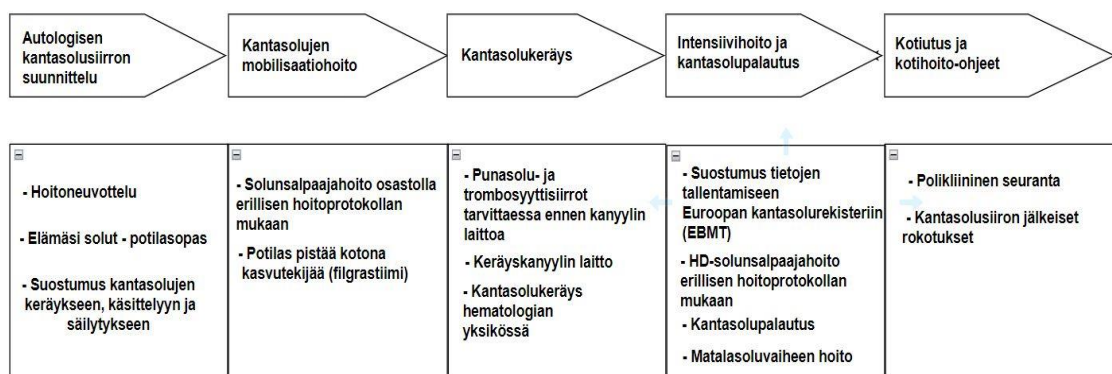 Autologisen
kantasolusiirron
suunnittelu
Kantasolujen
mobilisaatiohoito
Kantasolukeräys
Intensiivihoito ja
kantasolupalautus
Kotiutus ja
kotihoito-ohjeet
- Hoitoneuvottelu
- Elämäsi solut - potilasopas
- Suostumus kantasolujen
keräykseen, käsittelyyn ja
säilytykseen
- Solunsalpaajahoito osastolla
erillisen hoitoprotokollan
mukaan
- Potilas pistää kotona
kasvutekijää (filgrastiimi)
- Punasolu- ja
trombosyyttisiirrot
tarvittaessa ennen kanyylin
laittoa
- Keräyskanyylin laitto
- Kantasolukeräys
hematologian
yksikössä
- Suostumus tietojen
tallentamiseen
Euroopan kantasolurekisteriin
(EBMT)
- HD-solunsalpaajahoito
erillisen hoitoprotokollan
mukaan
- Kantasolupalautus
- Matalasoluvaiheen hoito
- Polikliininen seuranta
- Kantasolusiiron jälkeiset
rokotukset